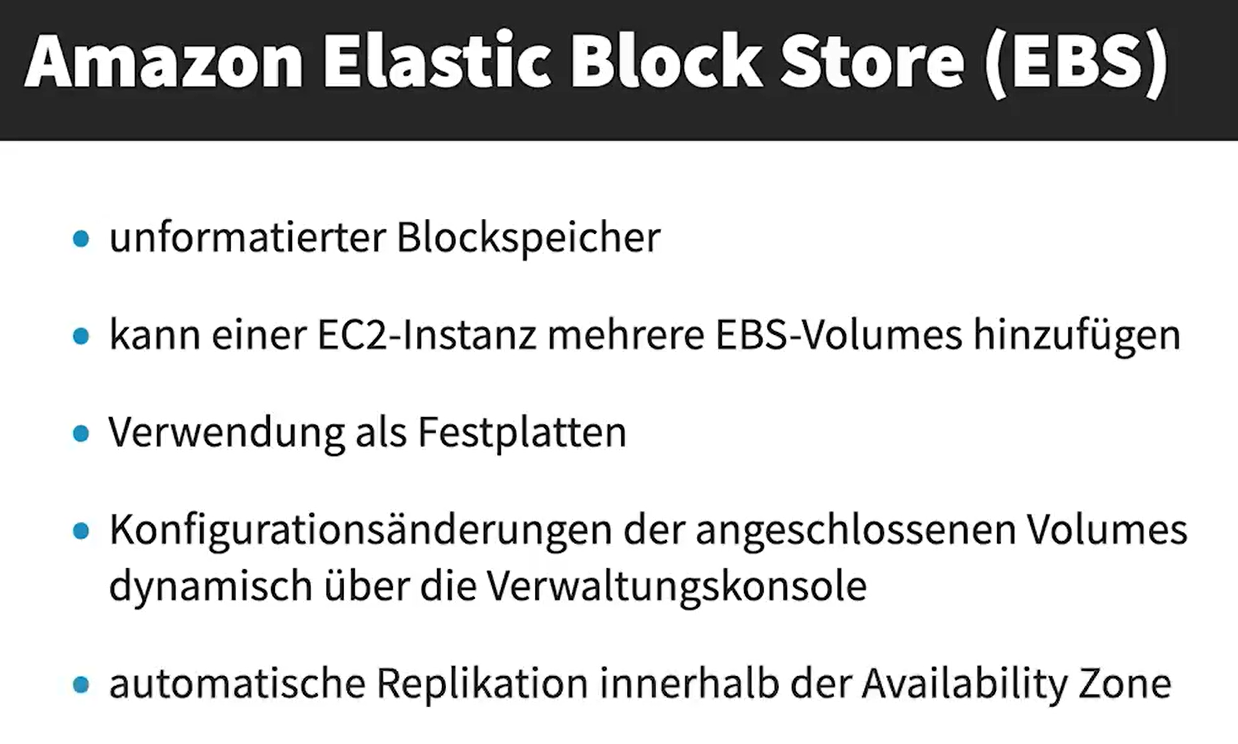 Amazon Elastic Block Store (EBS)
• unformatierter Blockspeicher
• kann einer EC2-Instanz mehrere EBS-Volumes hinzufügen
• Verwendung als Festplatten
• Konfigurationsänderungen der angeschlossenen Volumes
dynamisch über die Verwaltungskonsole
• automatische Replikation innerhalb der Availability Zone